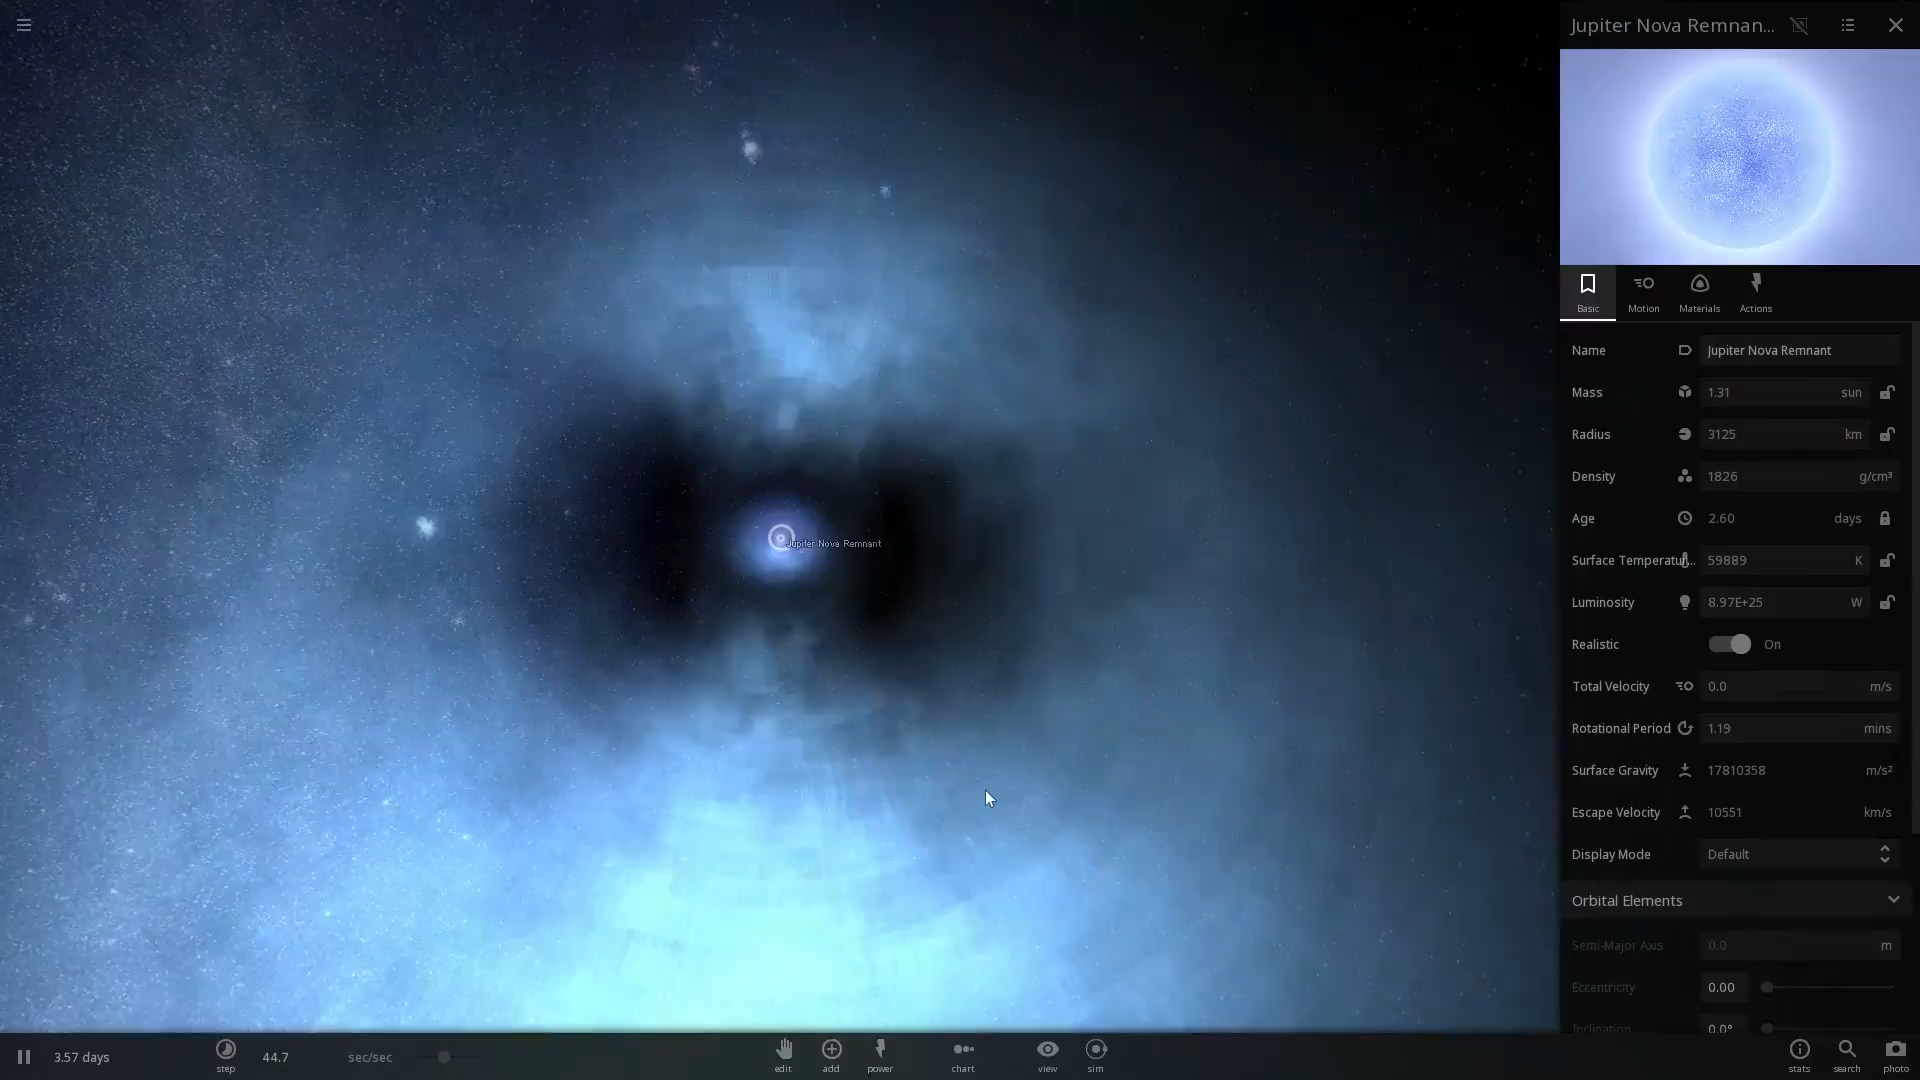 Jupiter Nova Remnan...
Jupiter Nova Remnant
Basic
Motion
Materials
Actions
Name Jupiter Nova Remnant
Mass 1.31 sun
Radius 3125 km
Density 1826 g/cm³
Age 2.60 days
Surface Temperatur... 59889 K
Luminosity 8.97E+25 W
Realistic On
Total Velocity 0.0 m/s
Rotational Period 1.19 mins
Surface Gravity 17810358 m/s²
Escape Velocity 10551 km/s
Display Mode Default
Orbital Elements
Semi-Major Axis 0.0 m
Eccentricity 0.00
Inclination 0.0°
3.57 days
step
44.7 sec/sec
edit
add
power
chart
view
sim
stats
search
photo